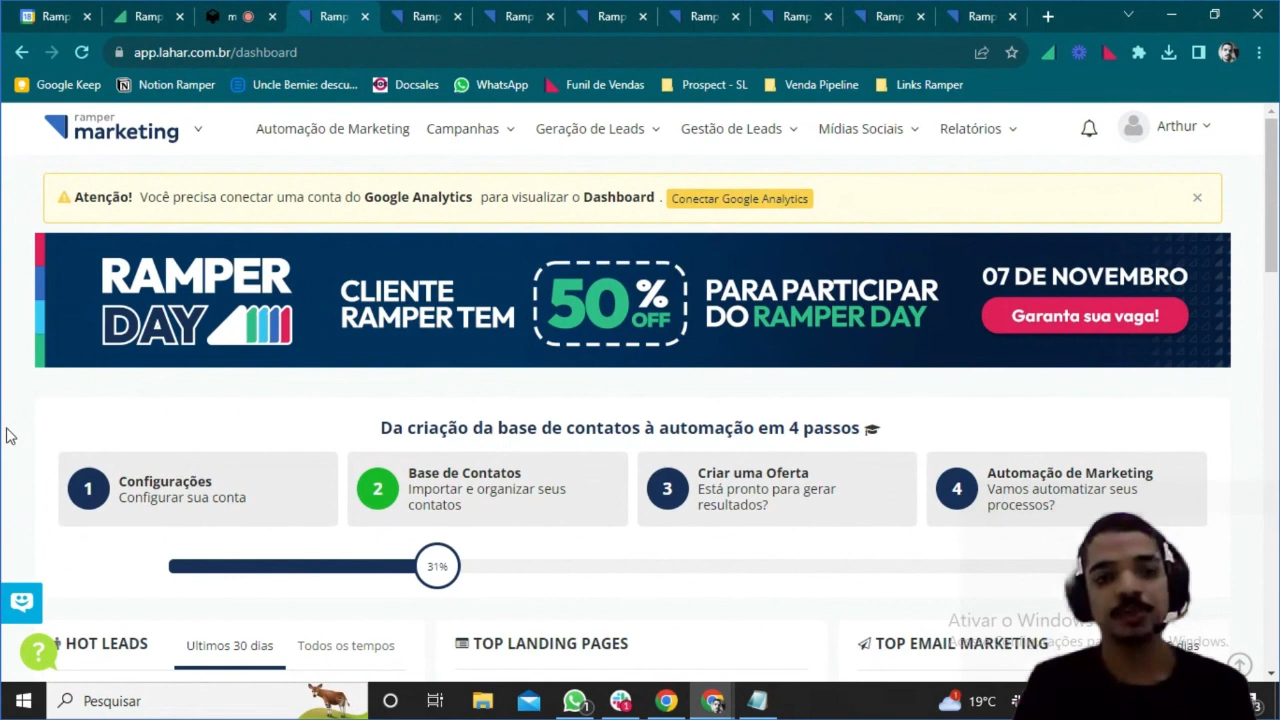 Ramp
Ramp
m
Ramp
Ramp
Ramp
Ramp
Ramp
Ramp
Ramp
Ramp
app.lahar.com.br/dashboard
Google Keep
Notion Ramper
Uncle Bernie: descu...
Docsales
WhatsApp
Funil de Vendas
Prospect - SL
Venda Pipeline
Links Ramper
ramper
marketing
Automação de Marketing
Campanhas
Geração de Leads
Gestão de Leads
Mídias Sociais
Relatórios
Arthur
Atenção! Você precisa conectar uma conta do Google Analytics para visualizar o Dashboard . Conectar Google Analytics
RAMPER
DAY
CLIENTE
RAMPER TEM
50% OFF
PARA PARTICIPAR
DO RAMPER DAY
07 DE NOVEMBRO
Garanta sua vaga!
Da criação da base de contatos à automação em 4 passos
1
Configurações
Configurar sua conta
2
Base de Contatos
Importar e organizar seus
contatos
3
Criar uma Oferta
Está pronto para gerar
resultados?
4
Automação de Marketing
Vamos automatizar seus
processos?
31%
HOT LEADS
Ultimos 30 dias
Todos os tempos
TOP LANDING PAGES
TOP EMAIL MARKETING
Ativar o Windows
Windows.
?
Pesquisar
1
1
1
19°C
3